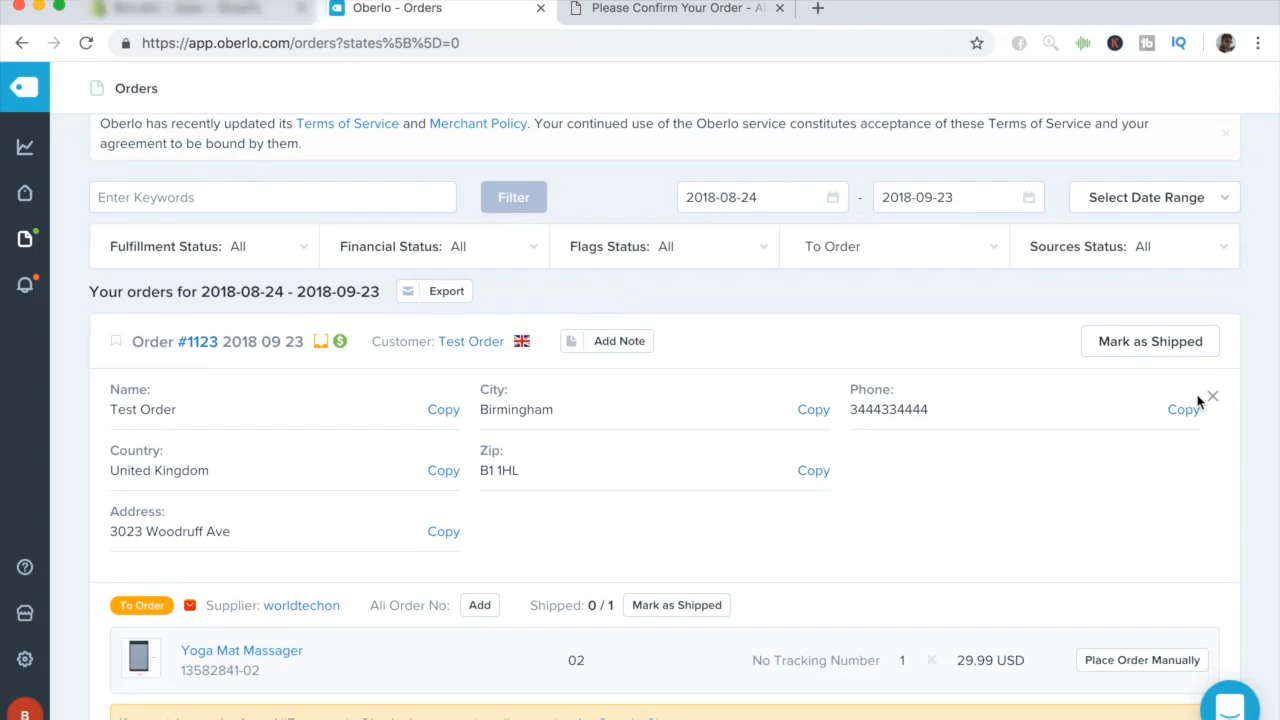 Oberlo - Orders
Please Confirm Your Order - Al
https://app.oberlo.com/orders?states%5B%5D=0
Orders
Oberlo has recently updated its Terms of Service and Merchant Policy. Your continued use of the Oberlo service constitutes acceptance of these Terms of Service and your
agreement to be bound by them.
Enter Keywords
Filter
2018-08-24 - 2018-09-23
Select Date Range
Fulfillment Status: All
Financial Status: All
Flags Status: All
To Order
Sources Status: All
Your orders for 2018-08-24 - 2018-09-23
Export
Order #1123 2018 09 23
Customer: Test Order
Add Note
Mark as Shipped
Name:
Test Order
Copy
City:
Birmingham
Copy
Phone:
3444334444
Copy
Country:
United Kingdom
Copy
Zip:
B1 1HL
Copy
Address:
3023 Woodruff Ave
Copy
To Order
Supplier: worldtechon
Ali Order No:
Add
Shipped: 0 / 1
Mark as Shipped
Yoga Mat Massager
13582841-02
02
No Tracking Number
1
29.99 USD
Place Order Manually
B